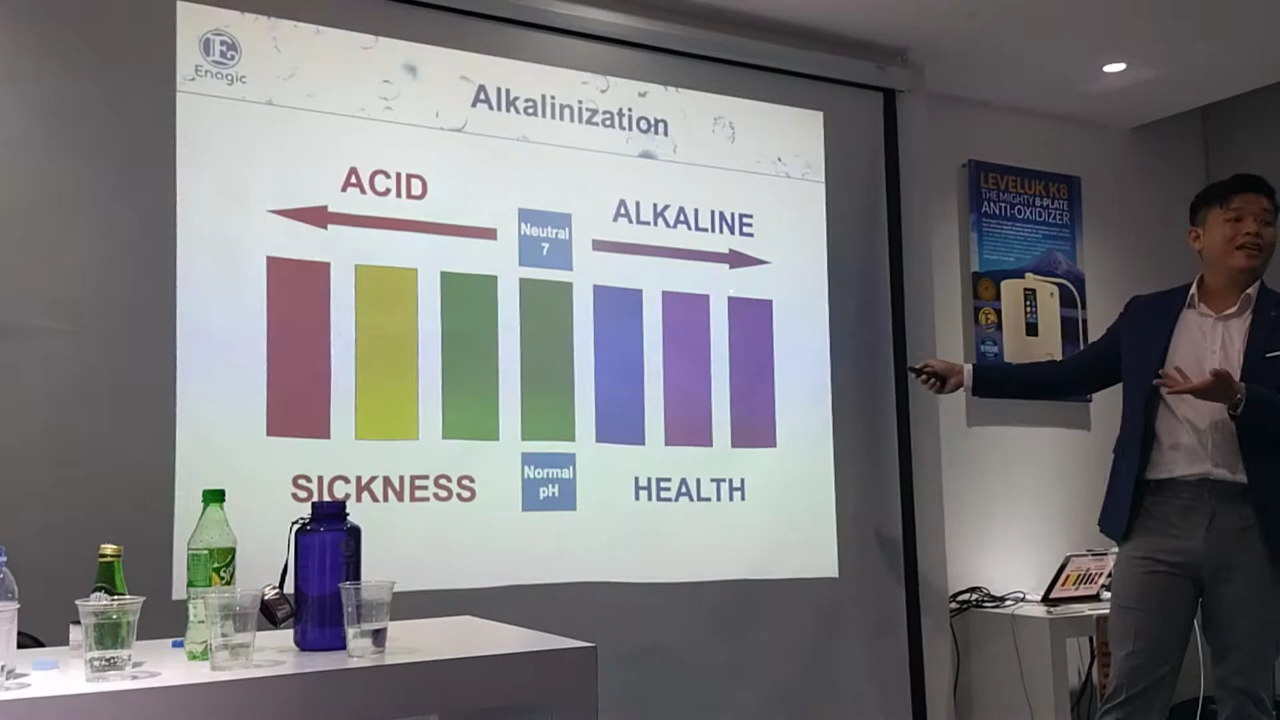 Enagic
Alkalinization
ACID
Neutral
7
ALKALINE
SICKNESS
Normal
pH
HEALTH
LEVELUK K8
THE MIGHTY 8-PLATE
ANTI-OXIDIZER